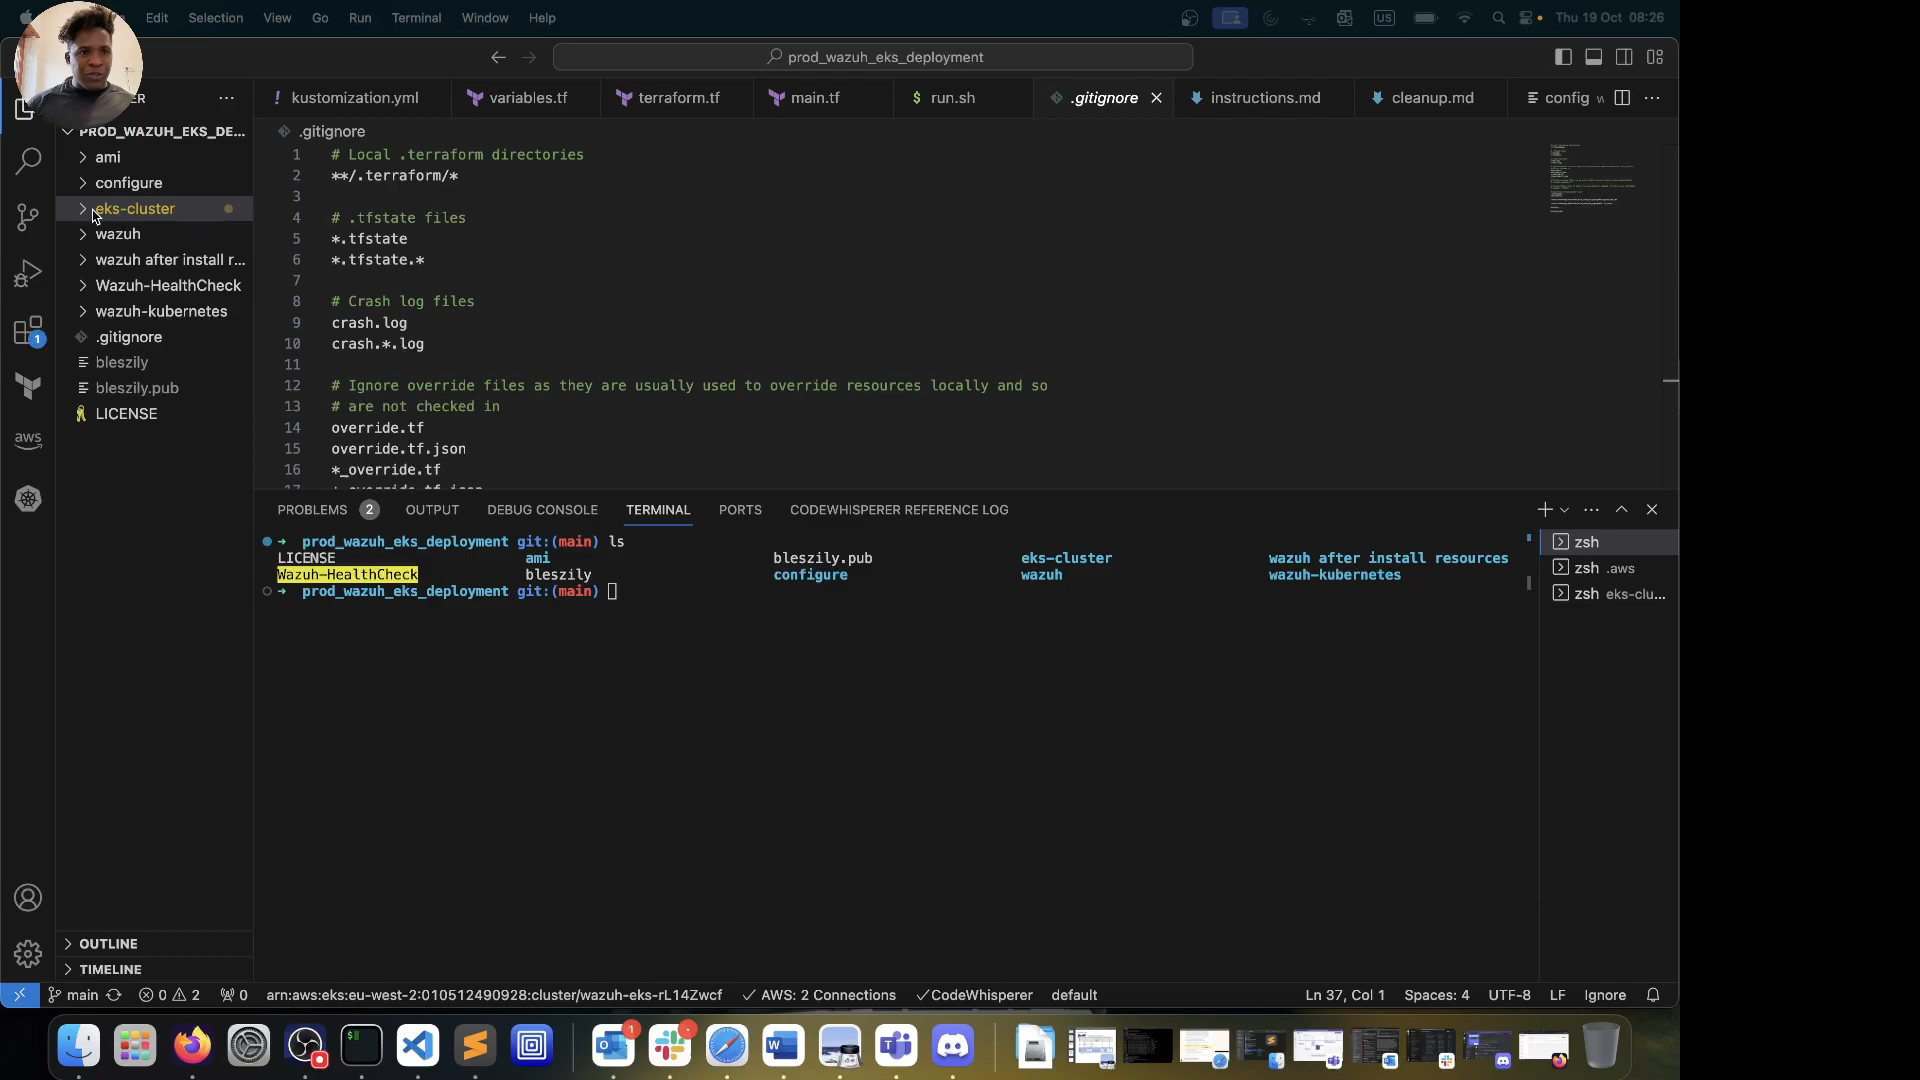 Edit Selection View Go Run Terminal Window Help
US
Thu 19 Oct 08:26
prod_wazuh_eks_deployment
kustomization.yml
variables.tf
terraform.tf
main.tf
$ run.sh
.gitignore
instructions.md
cleanup.md
config
PROD_WAZUH_EKS_DE...
ami
configure
eks-cluster
wazuh
wazuh after install r...
Wazuh-HealthCheck
wazuh-kubernetes
.gitignore
bleszily
bleszily.pub
LICENSE
1
aws
.gitignore
1 # Local .terraform directories
2 **/.terraform/*
3
4 # .tfstate files
5 *.tfstate
6 *.tfstate.*
7
8 # Crash log files
9 crash.log
10 crash.*.log
11
12 # Ignore override files as they are usually used to override resources locally and so
13 # are not checked in
14 override.tf
15 override.tf.json
16 *_override.tf
PROBLEMS 2 OUTPUT DEBUG CONSOLE TERMINAL PORTS CODEWHISPERER REFERENCE LOG
→ prod_wazuh_eks_deployment git:(main) ls
LICENSE ami bleszily.pub eks-cluster wazuh after install resources
Wazuh-HealthCheck bleszily configure wazuh wazuh-kubernetes
→ prod_wazuh_eks_deployment git:(main)
zsh
zsh .aws
zsh eks-clu...
OUTLINE
TIMELINE
main 0 2 0 arn:aws:eks:eu-west-2:010512490928:cluster/wazuh-eks-rL14Zwcf AWS: 2 Connections CodeWhisperer default
Ln 37, Col 1 Spaces: 4 UTF-8 LF Ignore
1